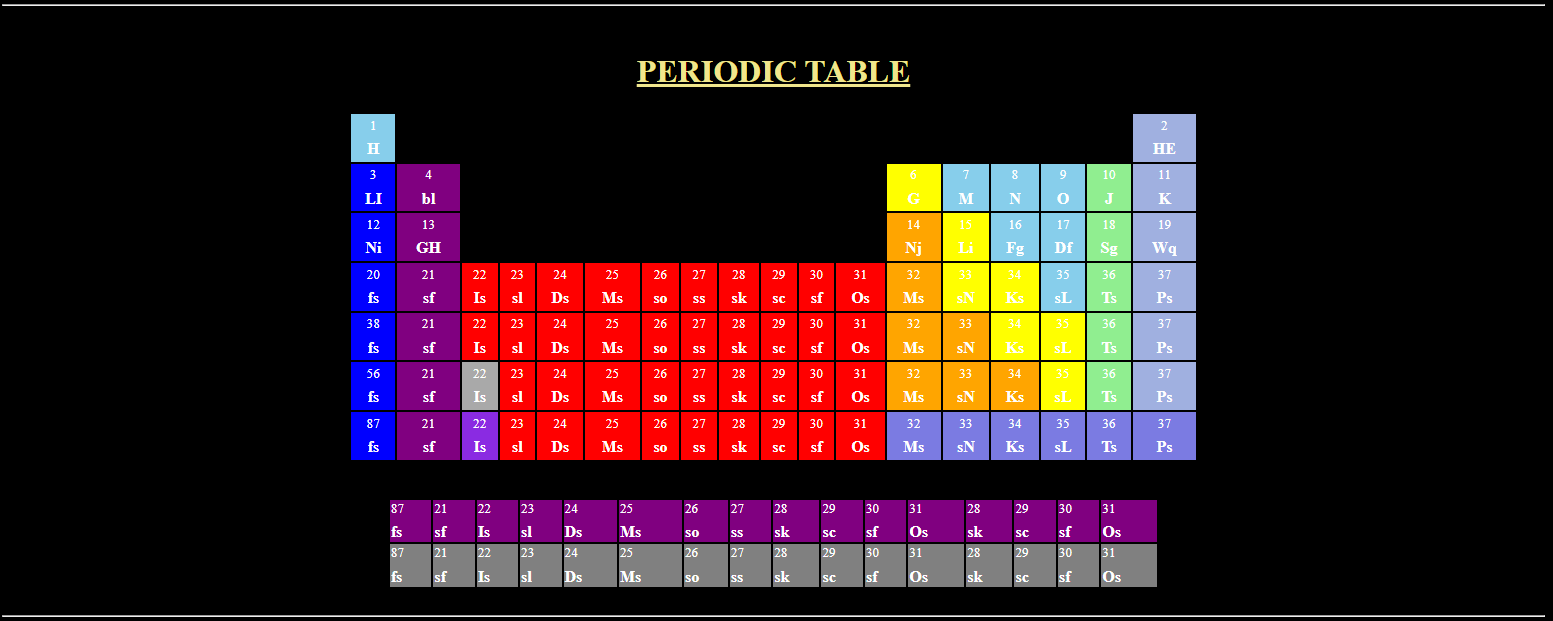 PERIODIC TABLE
1 2
H HE
3 4 6 7 8 9 10 11
LI bl G M N O J K
12 13 14 15 16 17 18 19
Ni GH Nj Li Fg Df Sg Wq
20 21 22 23 24 25 26 27 28 29 30 31 32 33 34 35 36 37
fs sf Is sl Ds Ms so ss sk sc sf Os Ms sN Ks sL Ts Ps
38 21 22 23 24 25 26 27 28 29 30 31 32 33 34 35 36 37
fs sf Is sl Ds Ms so ss sk sc sf Os Ms sN Ks sL Ts Ps
56 21 22 23 24 25 26 27 28 29 30 31 32 33 34 35 36 37
fs sf Is sl Ds Ms so ss sk sc sf Os Ms sN Ks sL Ts Ps
87 21 22 23 24 25 26 27 28 29 30 31 32 33 34 35 36 37
fs sf Is sl Ds Ms so ss sk sc sf Os Ms sN Ks sL Ts Ps
87 21 22 23 24 25 26 27 28 29 30 31 28 29 30 31
fs sf Is sl Ds Ms so ss sk sc sf Os sk sc sf Os
87 21 22 23 24 25 26 27 28 29 30 31 28 29 30 31
fs sf Is sl Ds Ms so ss sk sc sf Os sk sc sf Os